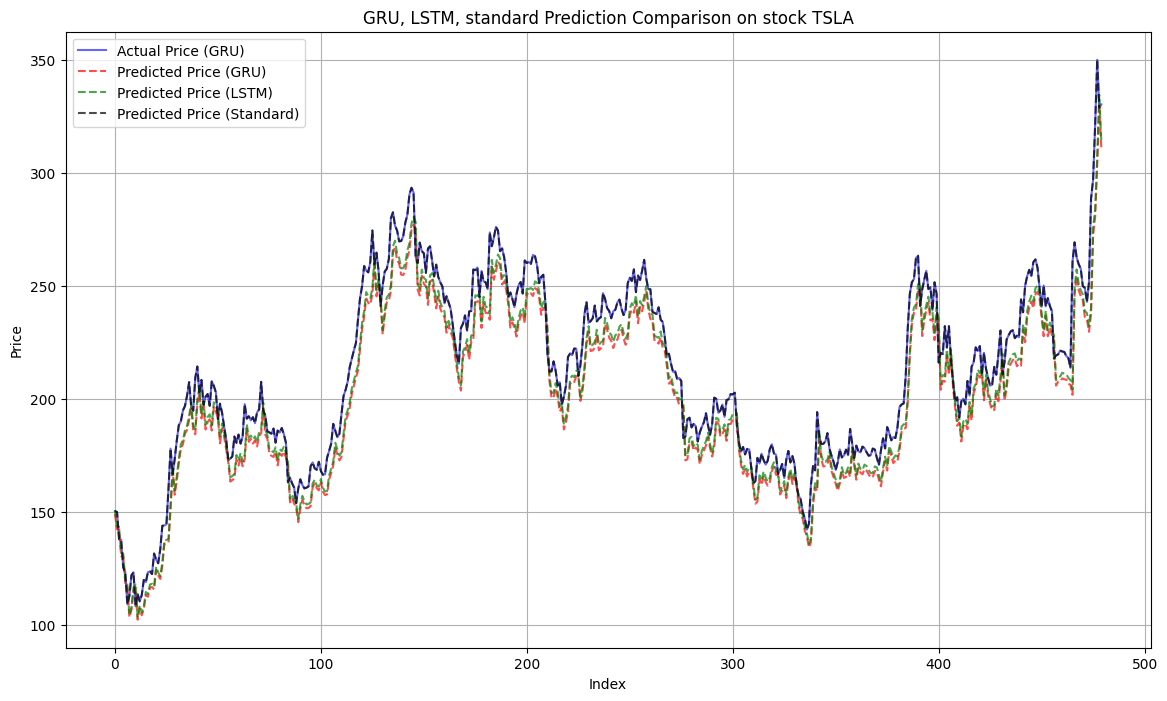 GRU, LSTM, standard Prediction Comparison on stock TSLA
Actual Price (GRU)
Predicted Price (GRU)
Predicted Price (LSTM)
Predicted Price (Standard)
350
300
250
200
150
100
Price
0 100 200 300 400 500
Index